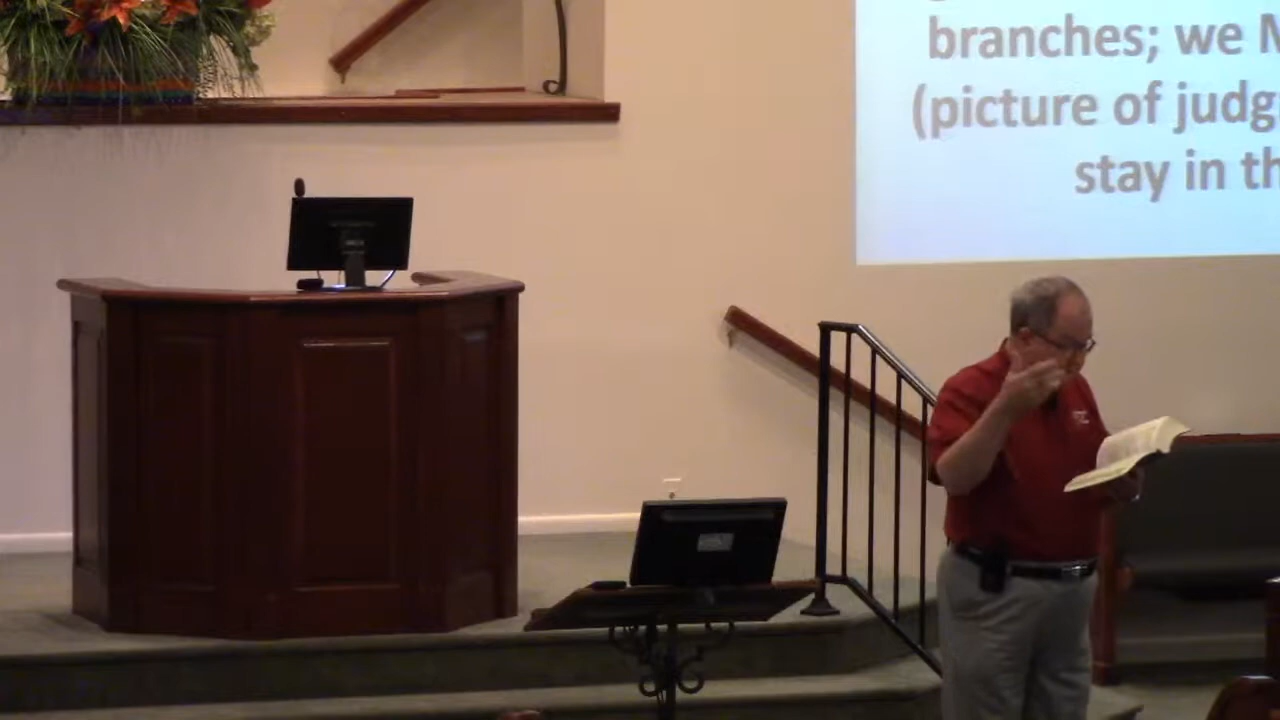 branches; we
(picture of judg
stay in th